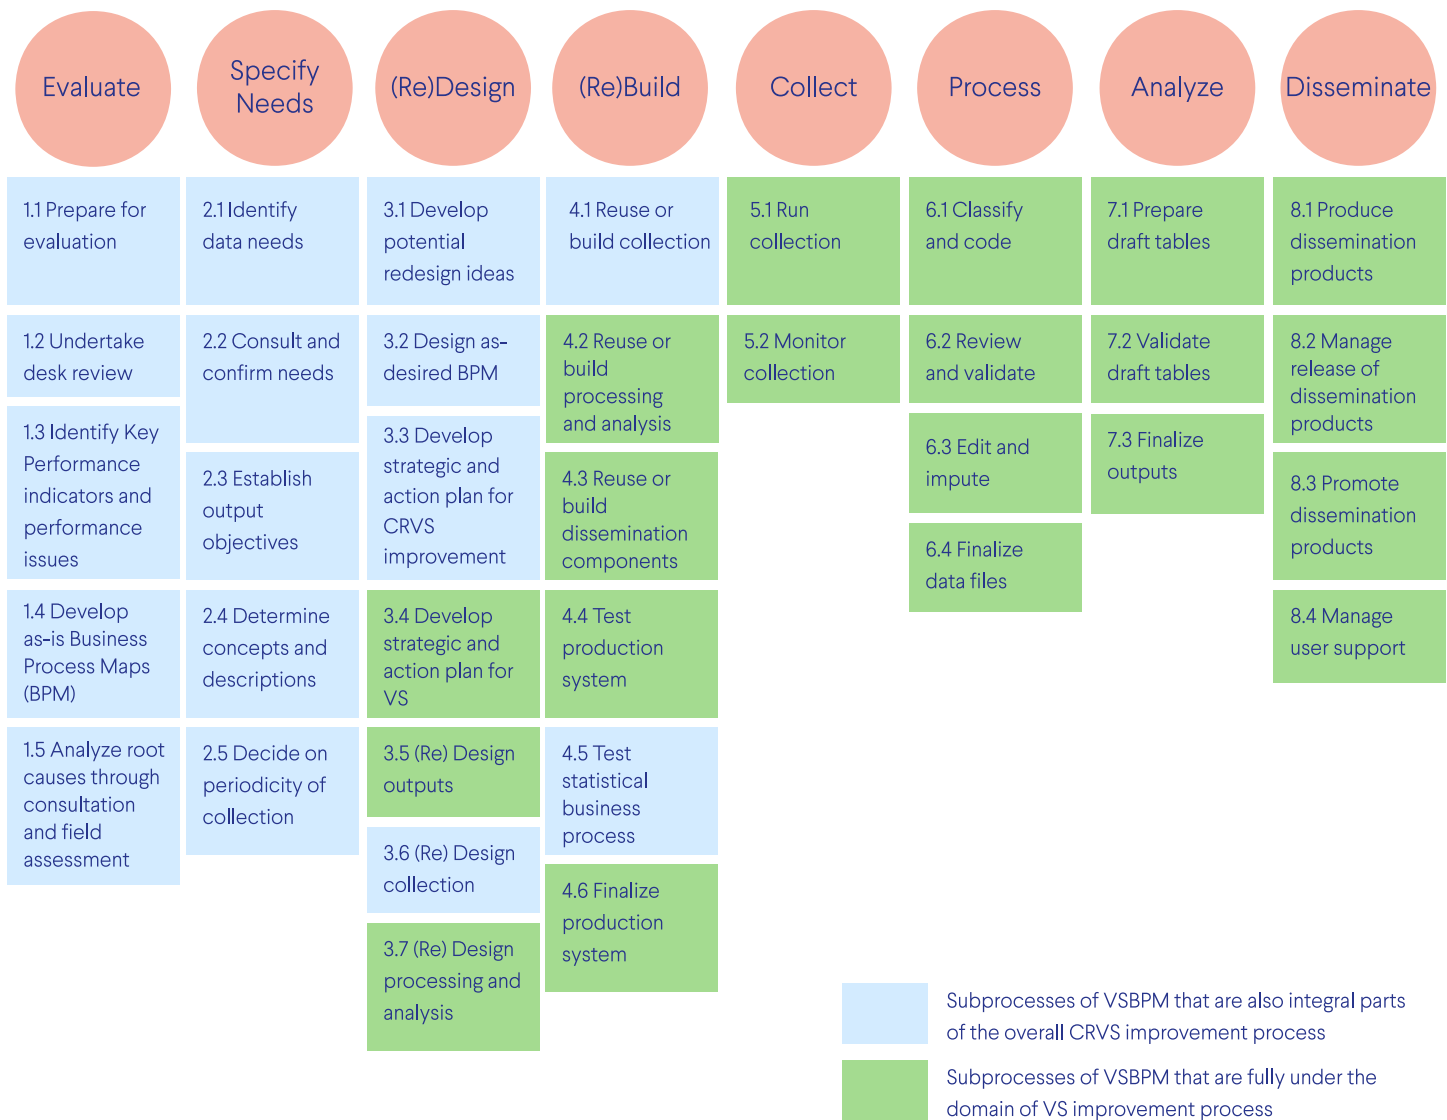 Evaluate
Specify
Needs
(Re)Design
(Re)Build
Collect
Process
Analyze
Disseminate
1.1 Prepare for
evaluation
1.2 Undertake
desk review
1.3 Identify Key
Performance
indicators and
performance
issues
1.4 Develop
as-is Business
Process Maps
(BPM)
1.5 Analyze root
causes through
consultation
and field
assessment
2.1 Identify
data needs
2.2 Consult and
confirm needs
2.3 Establish
output
objectives
2.4 Determine
concepts and
descriptions
2.5 Decide on
periodicity of
collection
3.1 Develop
potential
redesign ideas
3.2 Design as-
desired BPM
3.3 Develop
strategic and
action plan for
CRVS
improvement
3.4 Develop
strategic and
action plan for
VS
3.5 (Re) Design
outputs
3.6 (Re) Design
collection
3.7 (Re) Design
processing and
analysis
4.1 Reuse or
build collection
4.2 Reuse or
build
processing
and analysis
4.3 Reuse or
build
dissemination
components
4.4 Test
production
system
4.5 Test
statistical
business
process
4.6 Finalize
production
system
5.1 Run
collection
5.2 Monitor
collection
6.1 Classify
and code
6.2 Review
and validate
6.3 Edit and
impute
6.4 Finalize
data files
7.1 Prepare
draft tables
7.2 Validate
draft tables
7.3 Finalize
outputs
8.1 Produce
dissemination
products
8.2 Manage
release of
dissemination
products
8.3 Promote
dissemination
products
8.4 Manage
user support
Subprocesses of VSBPM that are also integral parts
of the overall CRVS improvement process
Subprocesses of VSBPM that are fully under the
domain of VS improvement process